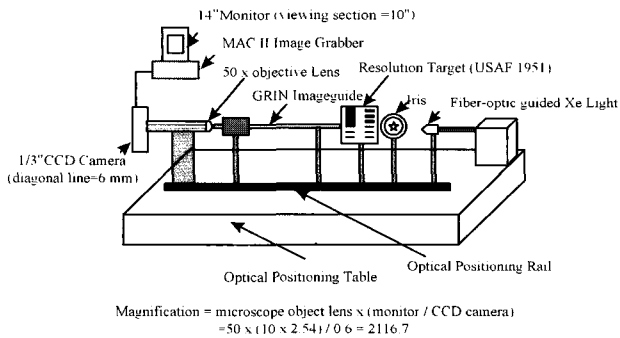 14"Monitor (viewing section =10")
MAC II Image Grabber
50 x objective Lens
Resolution Target (USAF 1951)
GRIN Imageguide
Iris
Fiber-optic guided Xe Light
1/3"CCD Camera
(diagonal line=6 mm)
Optical Positioning Table
Optical Positioning Rail
Magnification = microscope object lens x (monitor / CCD camera)
=50 x (10 x 2.54) / 0.6 = 2116.7